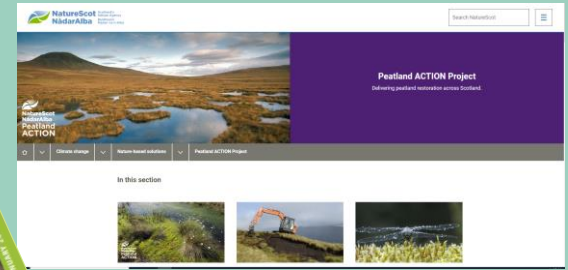 NatureScot
NàdarAlba
Search NatureScot
Peatland ACTION Project
Delivering peatland restoration across Scotland.
NatureScot
NàdarAlba
Peatland
ACTION
Climate change
Nature-based solutions
Peatland ACTION Project
In this section